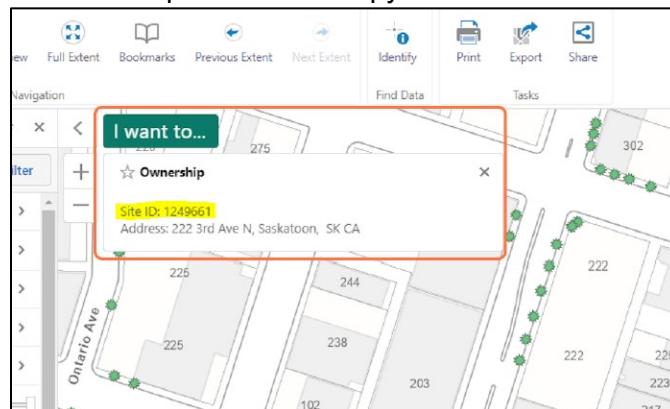 ew
Full Extent
Bookmarks
Previous Extent
Next Extent
Identify
Print
Export
Share
Navigation
Find Data
Tasks
I want to...
275
302
ilter
Ownership
Site ID: 1249661
Address: 222 3rd Ave N, Saskatoon, SK CA
225
244
222
Ontario Ave
225
238
222
203
223
102